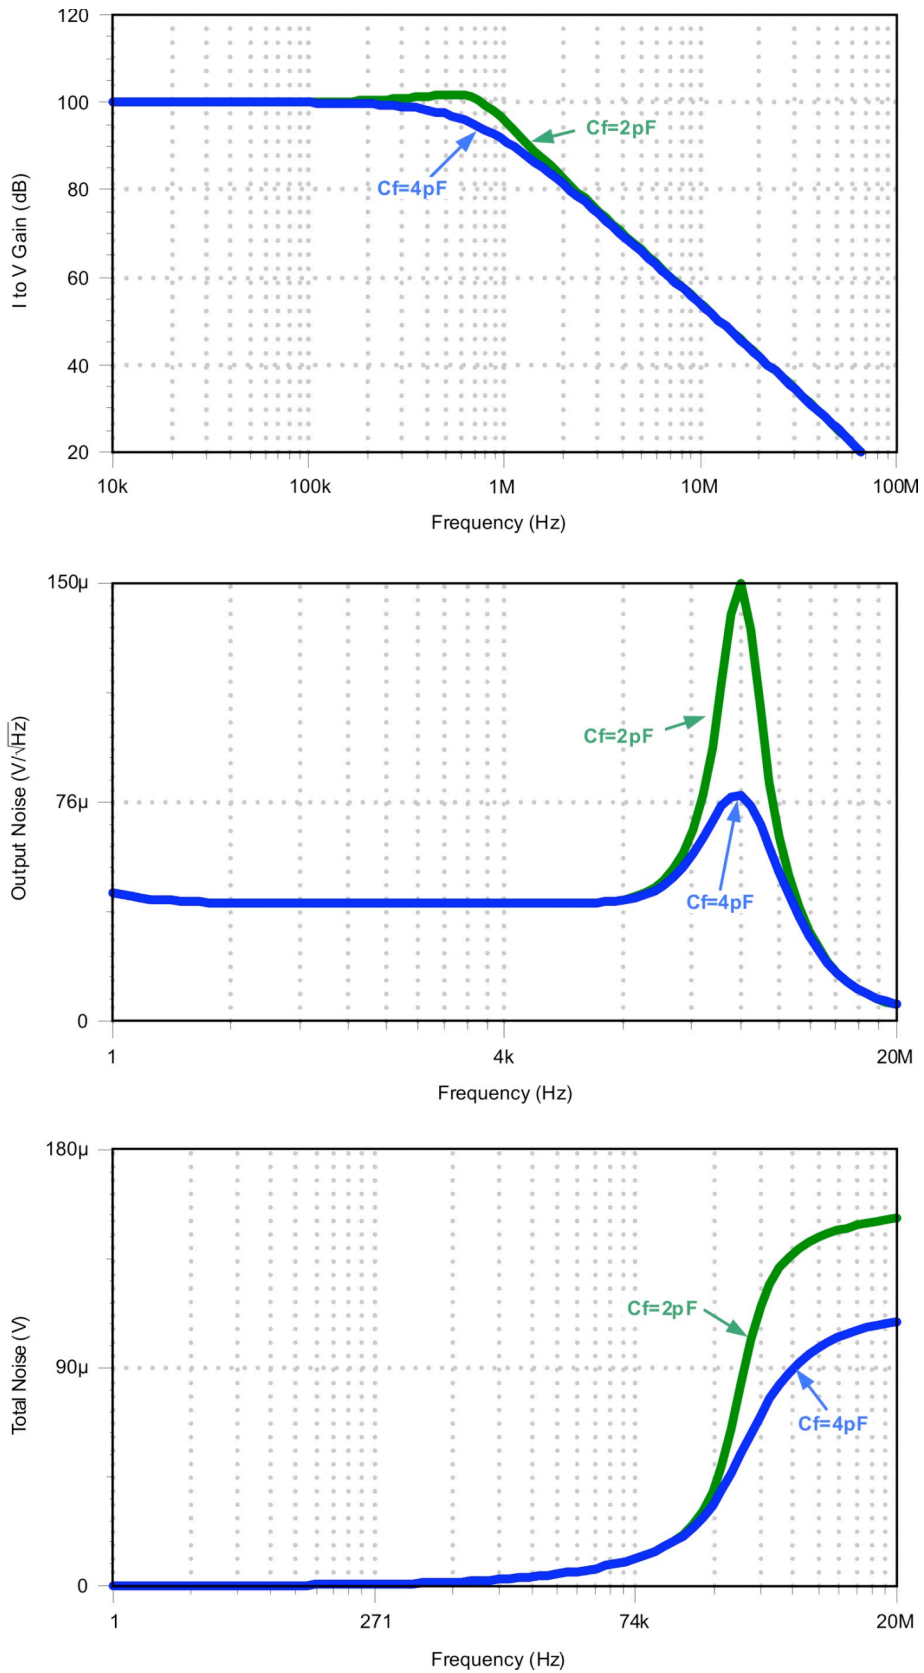 120
100
80
60
40
20
I to V Gain (dB)
Cf=2pF
Cf=4pF
10k 100k 1M 10M 100M
Frequency (Hz)
150µ
76µ
0
Output Noise (V/√Hz)
Cf=2pF
Cf=4pF
1 4k 20M
Frequency (Hz)
180µ
90µ
0
Total Noise (V)
Cf=2pF
Cf=4pF
1 271 74k 20M
Frequency (Hz)